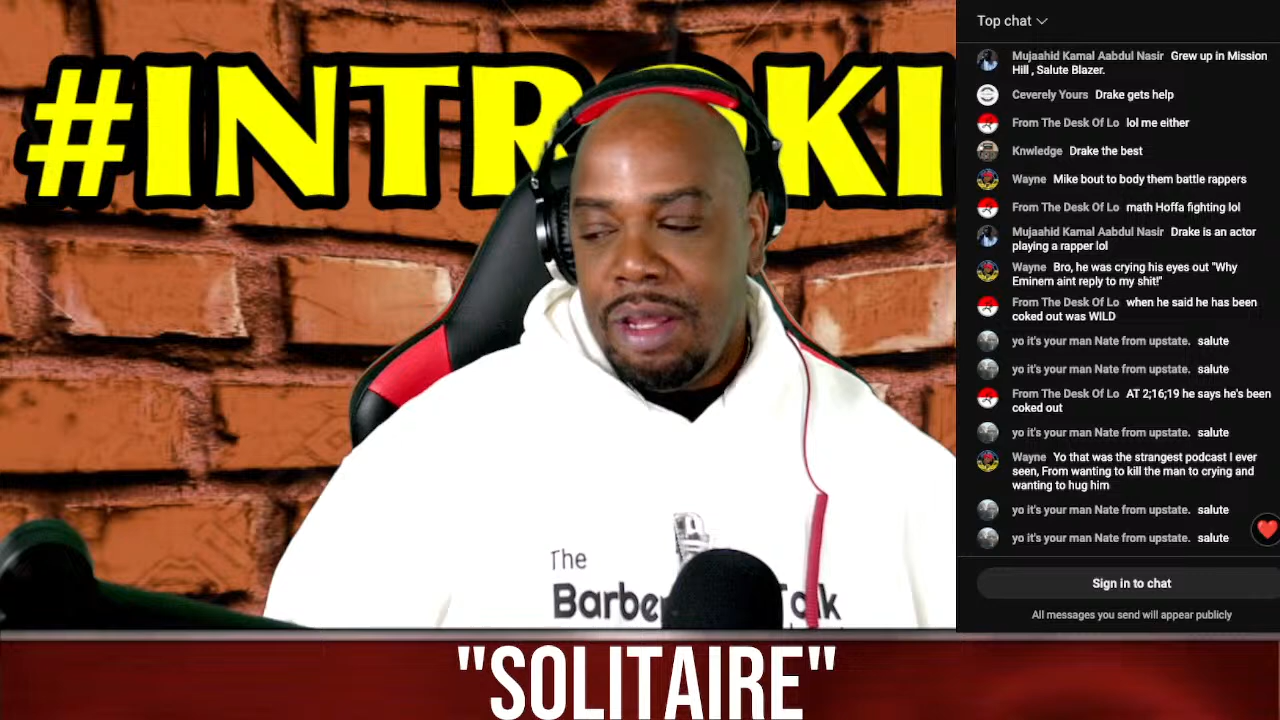 #INTR KI
The
Barbe Talk
"SOLITAIRE"
Top chat
Mujaahid Kamal Aabdul Nasir Grew up in Mission
Hill , Salute Blazer.
Ceverely Yours Drake gets help
From The Desk Of Lo lol me either
Knwledge Drake the best
Wayne Mike bout to body them battle rappers
From The Desk Of Lo math Hoffa fighting lol
Mujaahid Kamal Aabdul Nasir Drake is an actor
playing a rapper lol
Wayne Bro, he was crying his eyes out "Why
Eminem aint reply to my shit!"
From The Desk Of Lo when he said he has been
coked out was WILD
yo it's your man Nate from upstate. salute
yo it's your man Nate from upstate. salute
From The Desk Of Lo AT 2;16;19 he says he's been
coked out
yo it's your man Nate from upstate. salute
Wayne Yo that was the strangest podcast I ever
seen, From wanting to kill the man to crying and
wanting to hug him
yo it's your man Nate from upstate. salute
yo it's your man Nate from upstate. salute
Sign in to chat
All messages you send will appear publicly